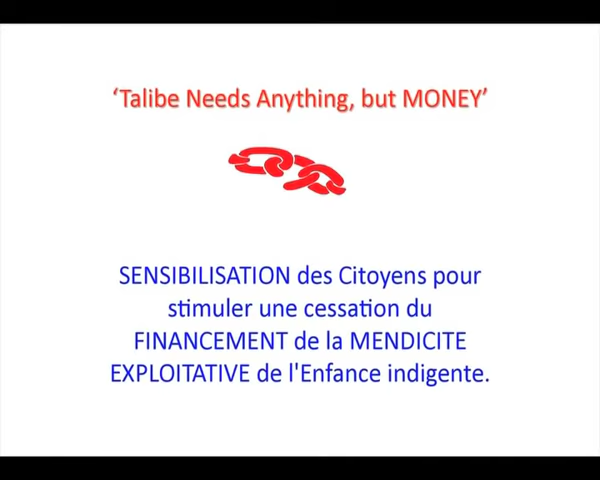 ‘Talibe Needs Anything, but MONEY’
SENSIBILISATION des Citoyens pour
stimuler une cessation du
FINANCEMENT de la MENDICITE
EXPLOITATIVE de l'Enfance indigente.